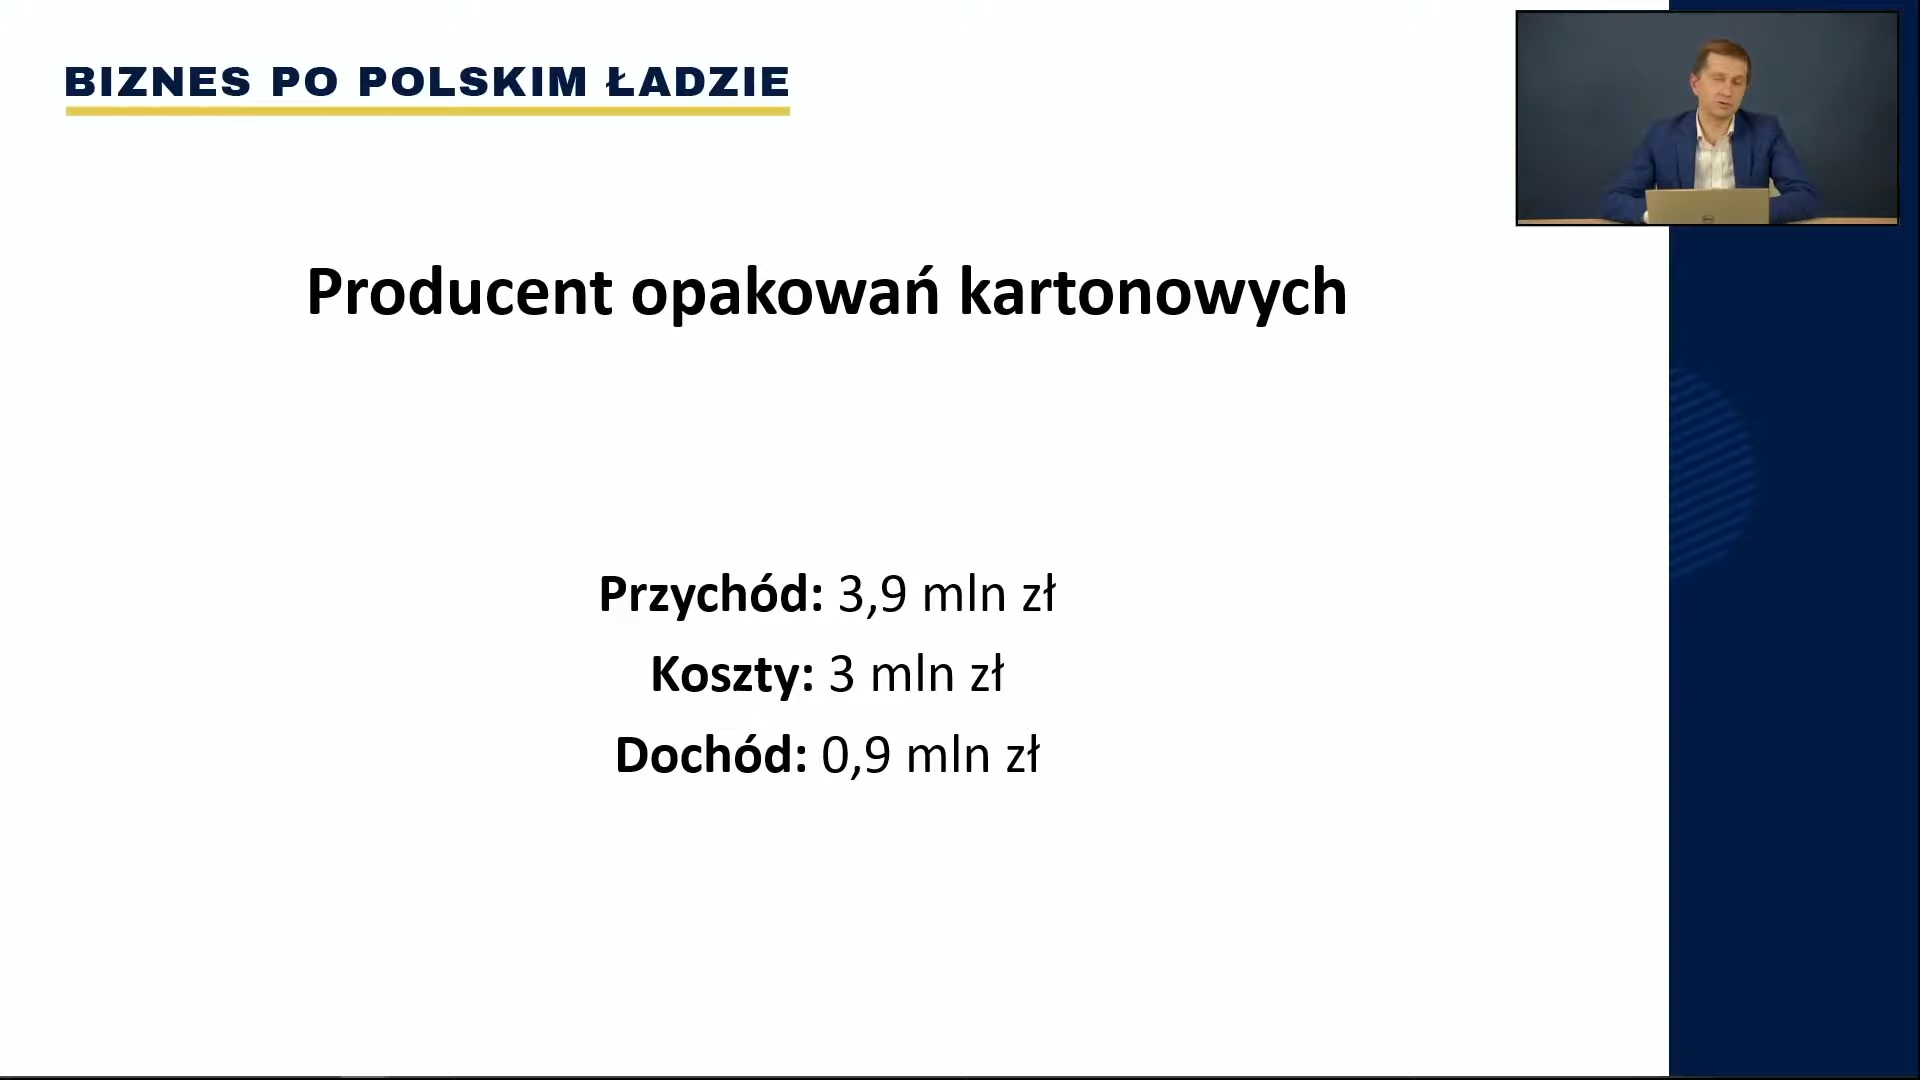 BIZNES PO POLSKIM ŁADZIE
Producent opakowań kartonowych
Przychód: 3,9 mln zł
Koszty: 3 mln zł
Dochód: 0,9 mln zł